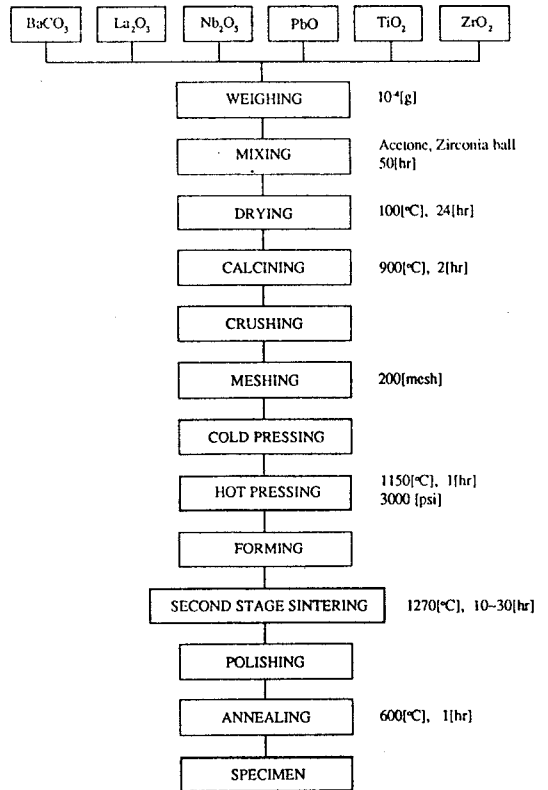 BaCO₃ La₂O₃ Nb₂O₅ PbO TiO₂ ZrO₂
WEIGHING 10⁻⁴[g]
MIXING Acetone, Zirconia ball
50[hr]
DRYING 100[℃], 24[hr]
CALCINING 900[℃], 2[hr]
CRUSHING
MESHING 200[mesh]
COLD PRESSING
HOT PRESSING 1150[℃], 1[hr]
3000 [psi]
FORMING
SECOND STAGE SINTERING 1270[℃], 10~30[hr]
POLISHING
ANNEALING 600[℃], 1[hr]
SPECIMEN